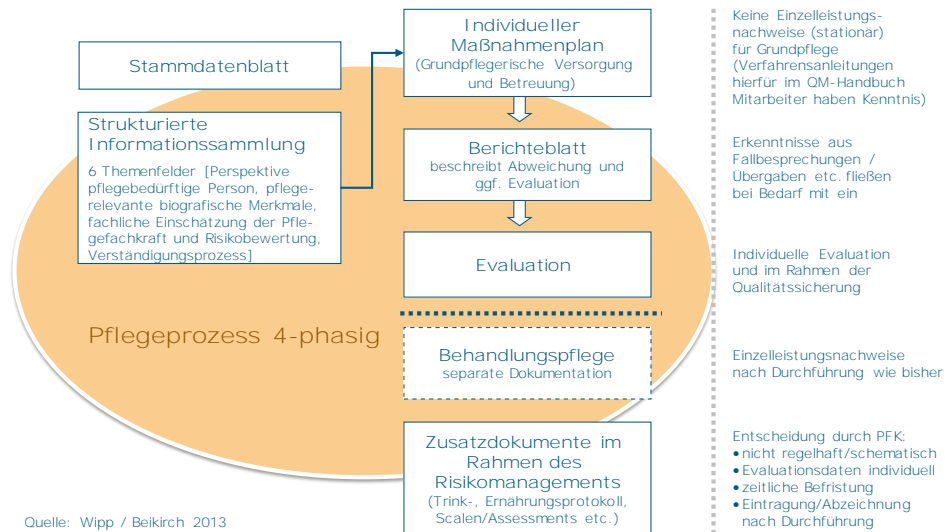 Stammdatenblatt
Strukturierte
Informationssammlung
6 Themenfelder [Perspektive
pflegebedürftige Person, pflege-
relevante biografische Merkmale,
fachliche Einschätzung der Pfle-
gefachkraft und Risikobewertung,
Verständigungsprozess]
Pflegeprozess 4-phasig
Individueller
Maßnahmenplan
(Grundpflegerische Versorgung
und Betreuung)
Berichteblatt
beschreibt Abweichung und
ggf. Evaluation
Evaluation
Behandlungspflege
separate Dokumentation
Zusatzdokumente im
Rahmen des
Risikomanagements
(Trink-, Ernährungsprotokoll,
Scalen/Assessments etc.)
Keine Einzelleistungs-
nachweise (stationär)
für Grundpflege
(Verfahrensanleitungen
hierfür im QM-Handbuch
Mitarbeiter haben Kenntnis)
Erkenntnisse aus
Fallbesprechungen /
Übergaben etc. fließen
bei Bedarf mit ein
Individuelle Evaluation
und im Rahmen der
Qualitätssicherung
Einzelleistungsnachweise
nach Durchführung wie bisher
Entscheidung durch PFK:
• nicht regelhaft/schematisch
• Evaluationsdaten individuell
• zeitliche Befristung
• Eintragung/Abzeichnung
nach Durchführung
Quelle: Wipp / Beikirch 2013